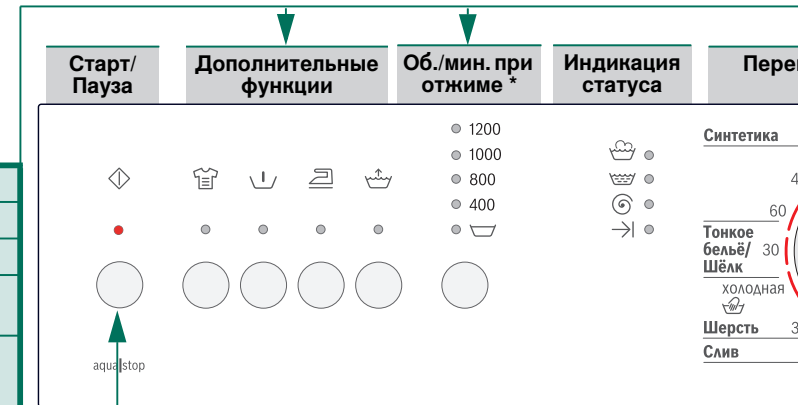 Старт/
Пауза
Дополнительные
функции
Об./мин. при
отжиме *
Индикация
статуса
1200
1000
800
400
Синтетика
60
Тонкое
бельё/
Шёлк
30
холодная
Шерсть
Слив
aqua stop